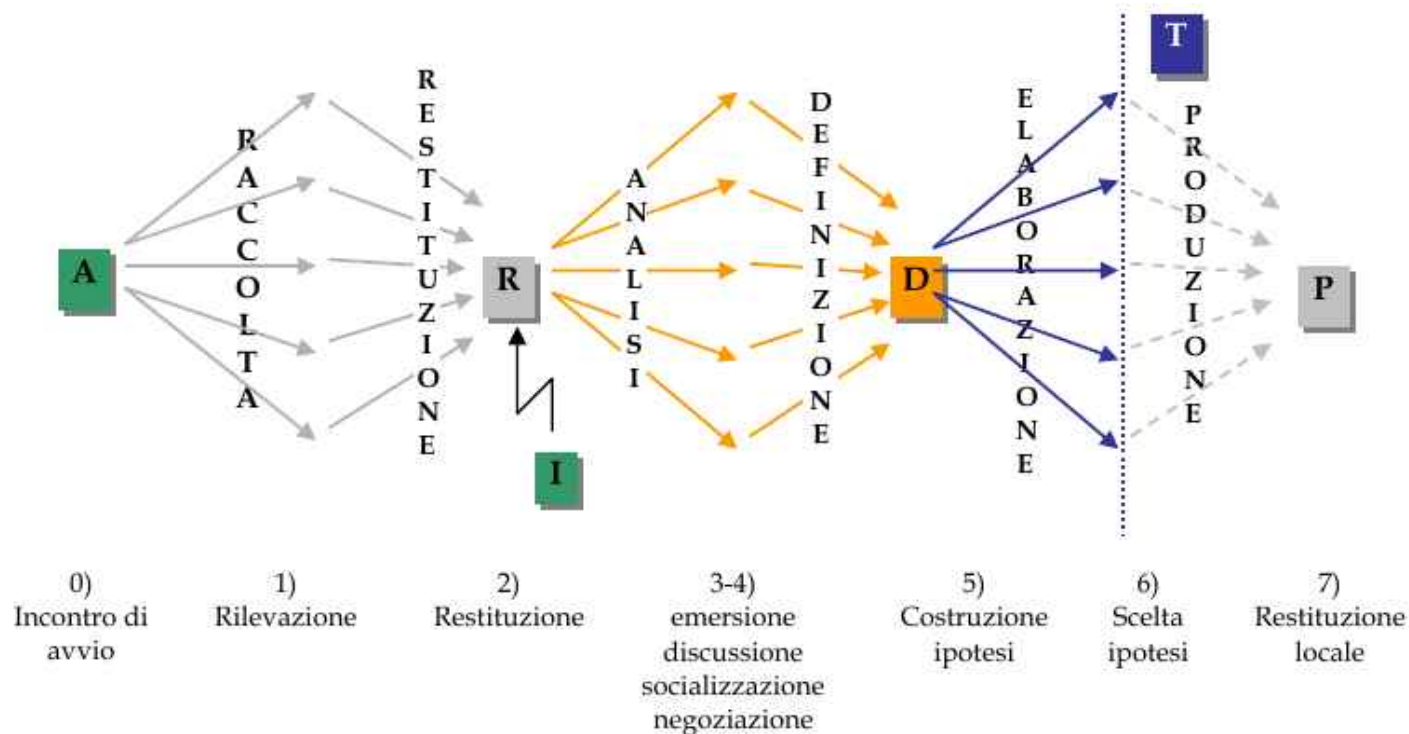 T
RESTITUZIONE
DEFINIZIONE
ELABORAZIONE
PRODUZIONE
RACCOLTA
ANALISI
A
R
D
P
I
0)
Incontro di
avvio
1)
Rilevazione
2)
Restituzione
3-4)
emersione
discussione
socializzazione
negoziazione
5)
Costruzione
ipotesi
6)
Scelta
ipotesi
7)
Restituzione
locale